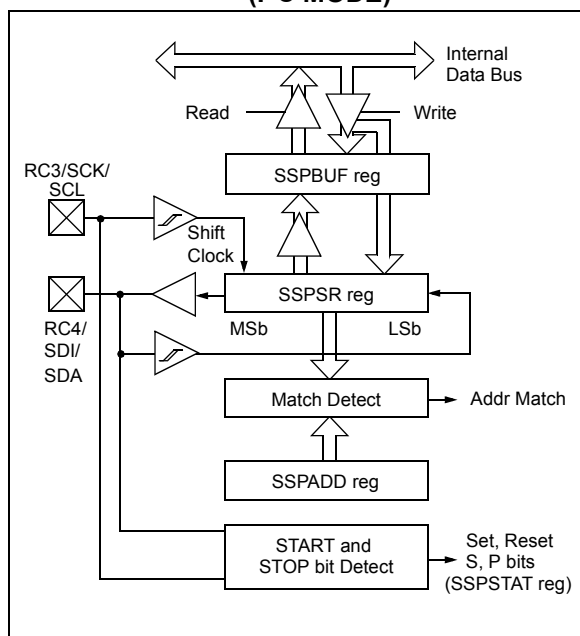 (I²C MODE)
Internal
Data Bus
Read
Write
RC3/SCK/
SCL
SSPBUF reg
Shift
Clock
SSPSR reg
MSb
LSb
RC4/
SDI/
SDA
Match Detect
Addr Match
SSPADD reg
START and
STOP bit Detect
Set, Reset
S, P bits
(SSPSTAT reg)